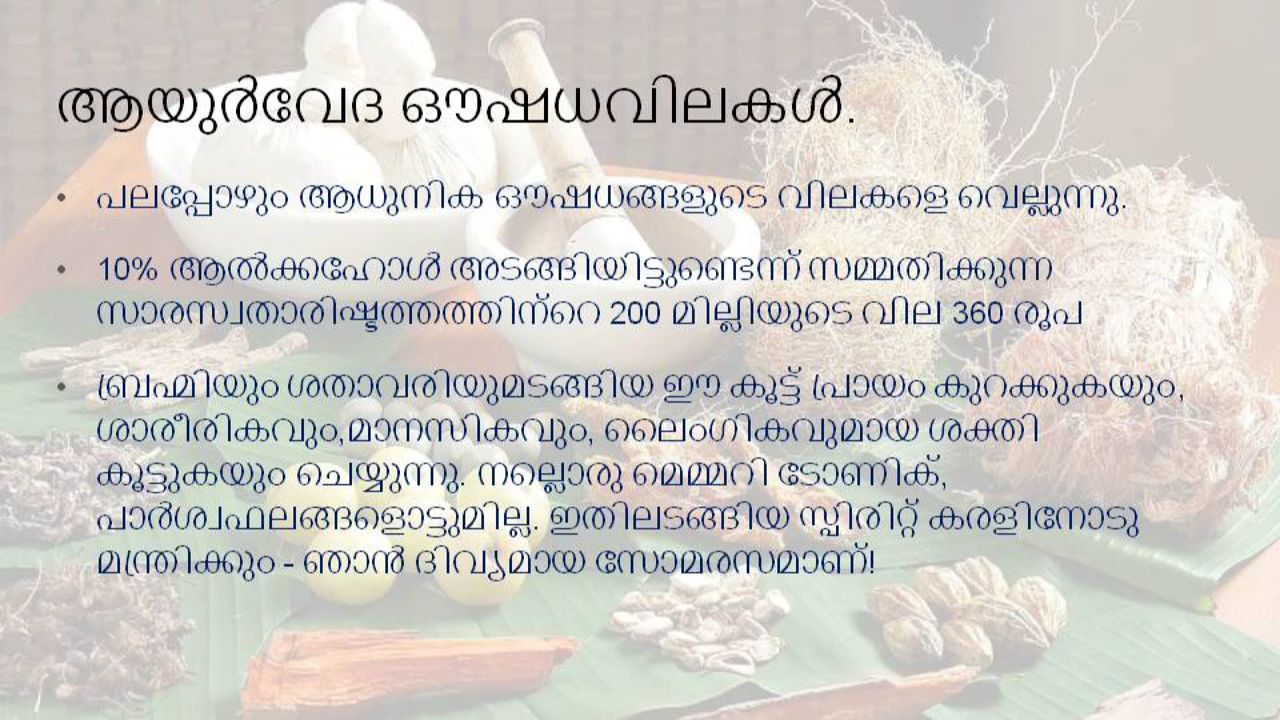 ആയുർവേദ ഔഷധവിലകൾ.
• പലപ്പോഴും ആധുനിക ഔഷധങ്ങളുടെ വിലകളെ വെല്ലുന്നു.
• 10% ആൽക്കഹോൾ അടങ്ങിയിട്ടുണ്ടെന്ന് സമ്മതിക്കുന്ന
സാരസ്വതാരിഷ്ടത്തത്തിന്റെ 200 മില്ലിയുടെ വില 360 രൂപ
• ബ്രഹ്മിയും ശതാവരിയുമടങ്ങിയ ഈ കൂട്ട് പ്രായം കുറക്കുകയും,
ശാരീരികവും,മാനസികവും, ലൈംഗികവുമായ ശക്തി
കൂട്ടുകയും ചെയ്യുന്നു. നല്ലൊരു മെമ്മറി ടോണിക്,
പാർശ്വഫലങ്ങളൊട്ടുമില്ല. ഇതിലടങ്ങിയ സ്പിരിറ്റ് കരളിനോടു
മന്ത്രിക്കും - ഞാൻ ദിവ്യമായ സോമരസമാണ്!